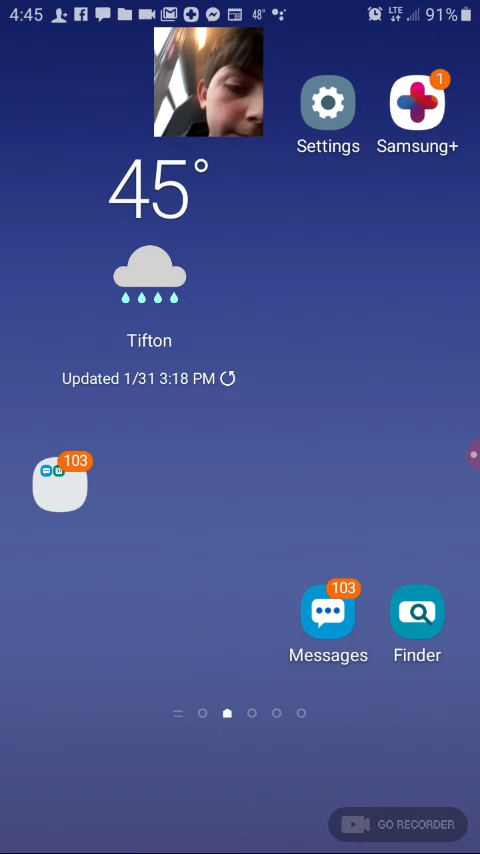 4:45
48°
LTE
91%
1
Settings
Samsung+
45°
Tifton
Updated 1/31 3:18 PM
103
103
Messages
Finder
GO RECORDER